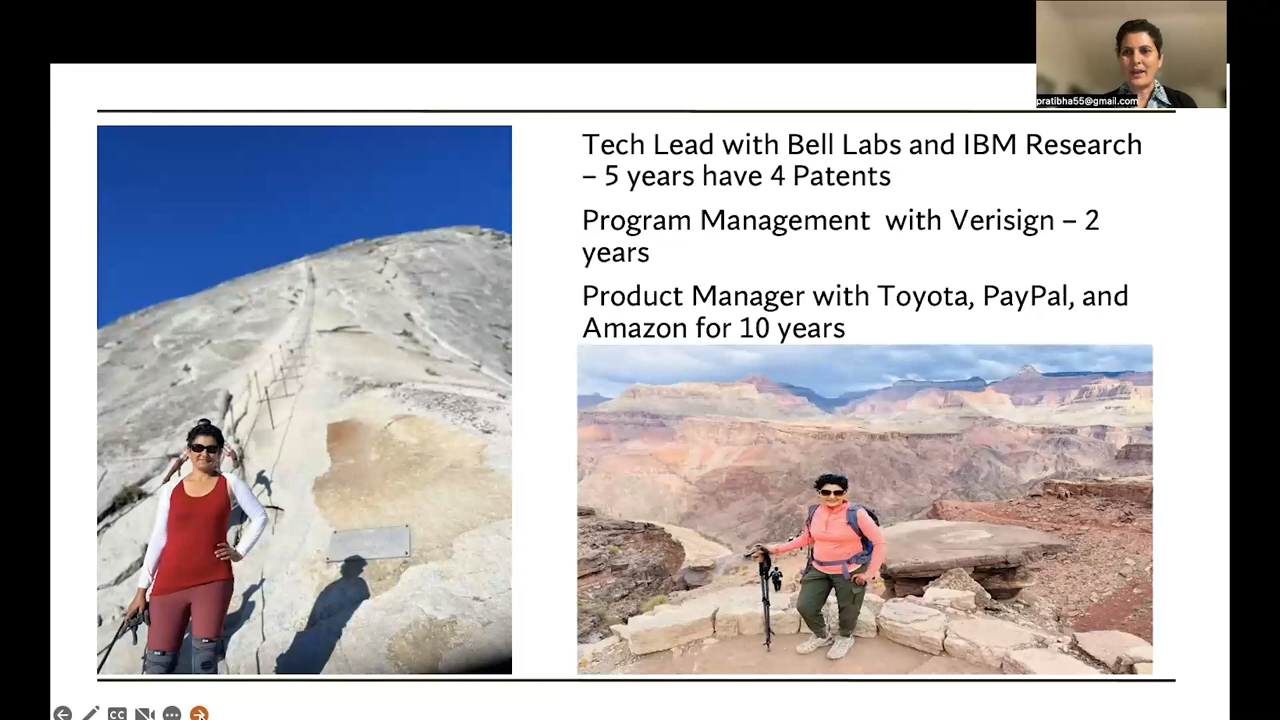 pratibha55@gmail.com
Tech Lead with Bell Labs and IBM Research
– 5 years have 4 Patents
Program Management  with Verisign – 2
years
Product Manager with Toyota, PayPal, and
Amazon for 10 years
CC